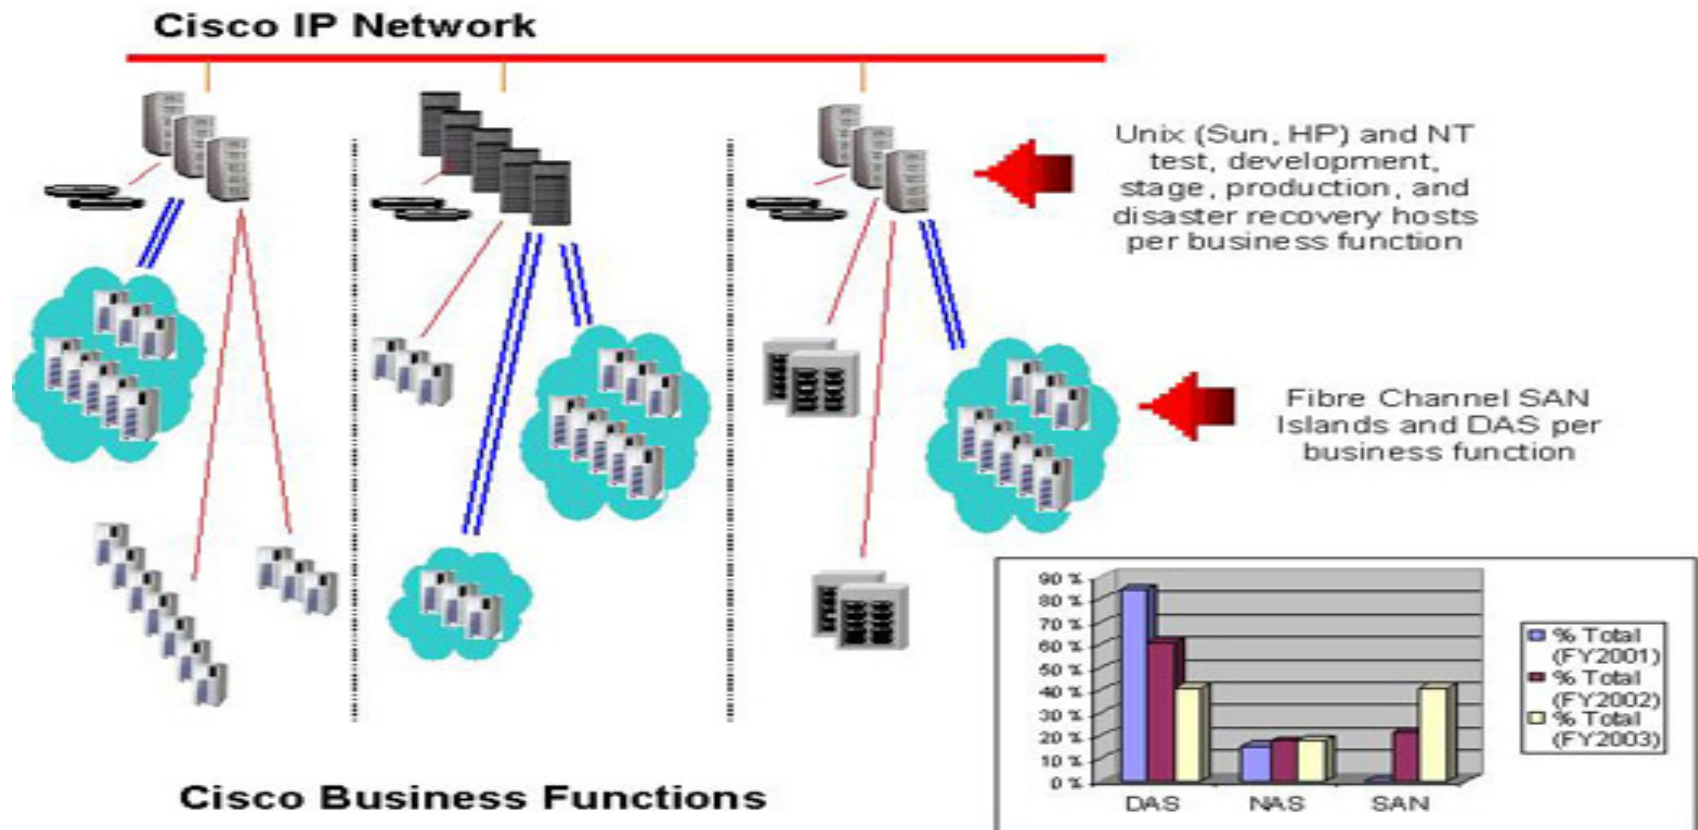 Cisco IP Network
Unix (Sun, HP) and NT
test, development,
stage, production, and
disaster recovery hosts
per business function
Fibre Channel SAN
Islands and DAS per
business function
90 %
80 %
70 %
60 %
50 %
40 %
30 %
20 %
10 %
0 %
DAS
NAS
SAN
% Total
(FY2001)
% Total
(FY2002)
% Total
(FY2003)
Cisco Business Functions